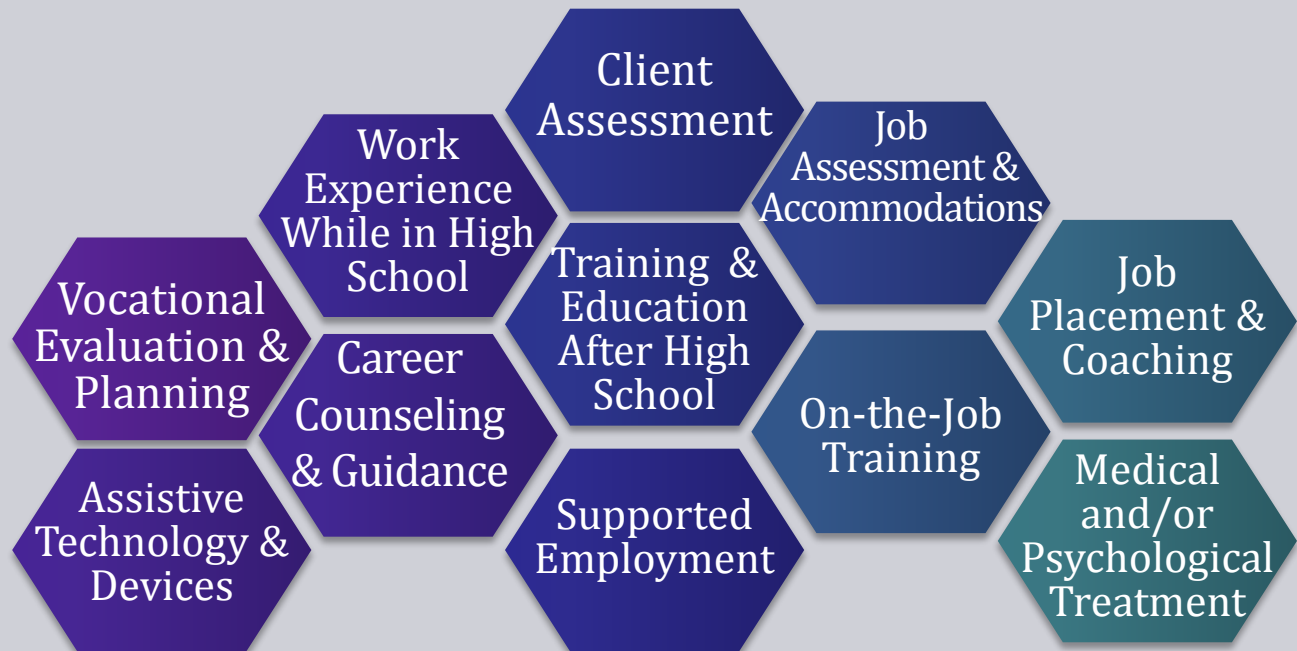 Client
Assessment
Work
Experience
While in High
School
Job
Assessment &
Accommodations
Vocational
Evaluation &
Planning
Training & 
Education
After High
School
Job
Placement &
Coaching
Career
Counseling
& Guidance
On-the-Job
Training
Assistive
Technology &
Devices
Supported
Employment
Medical
and/or
Psychological
Treatment